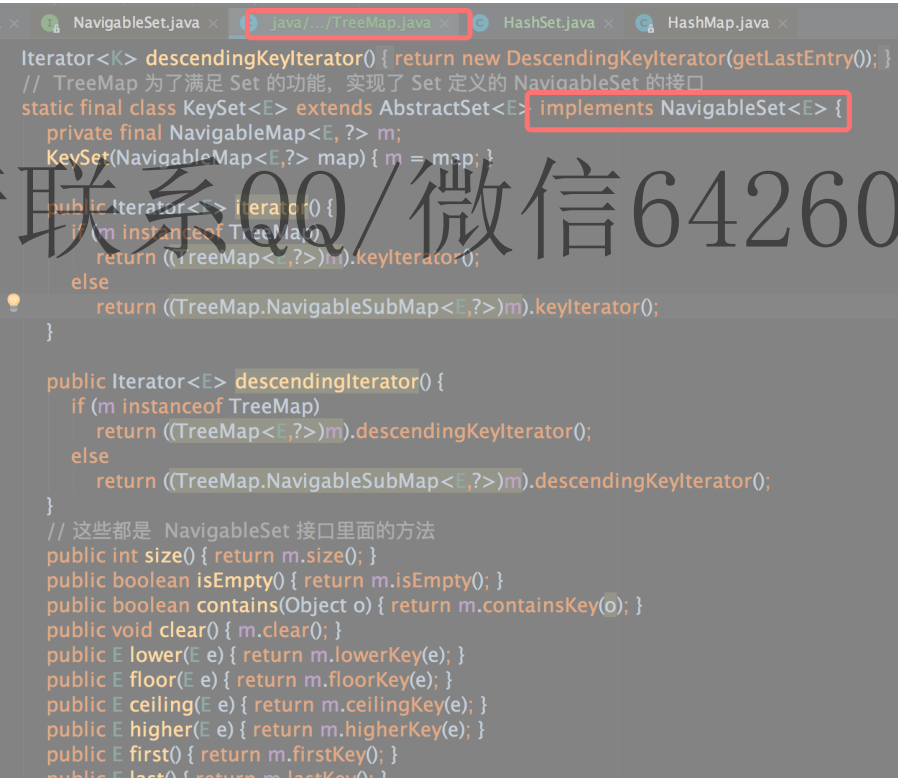 NavigableSet.java × java/.../TreeMap.java × HashSet.java × HashMap.java ×
Iterator<K> descendingKeyIterator() { return new DescendingKeyIterator(getLastEntry()); }
// TreeMap 为了满足 Set 的功能，实现了 Set 定义的 NavigableSet 的接口
static final class KeySet<E> extends AbstractSet<E> implements NavigableSet<E> {
private final NavigableMap<E, ?> m;
KeySet(NavigableMap<E,?> map) { m = map; }
联系QQ/微信64260
public Iterator<E> iterator() {
if (m instanceof TreeMap)
return ((TreeMap<E,?>)m).keyIterator();
else
return ((TreeMap.NavigableSubMap<E,?>)m).keyIterator();
}
public Iterator<E> descendingIterator() {
if (m instanceof TreeMap)
return ((TreeMap<E,?>)m).descendingKeyIterator();
else
return ((TreeMap.NavigableSubMap<E,?>)m).descendingKeyIterator();
}
// 这些都是 NavigableSet 接口里面的方法
public int size() { return m.size(); }
public boolean isEmpty() { return m.isEmpty(); }
public boolean contains(Object o) { return m.containsKey(o); }
public void clear() { m.clear(); }
public E lower(E e) { return m.lowerKey(e); }
public E floor(E e) { return m.floorKey(e); }
public E ceiling(E e) { return m.ceilingKey(e); }
public E higher(E e) { return m.higherKey(e); }
public E first() { return m.firstKey(); }
public E last() { return m.lastKey(); }